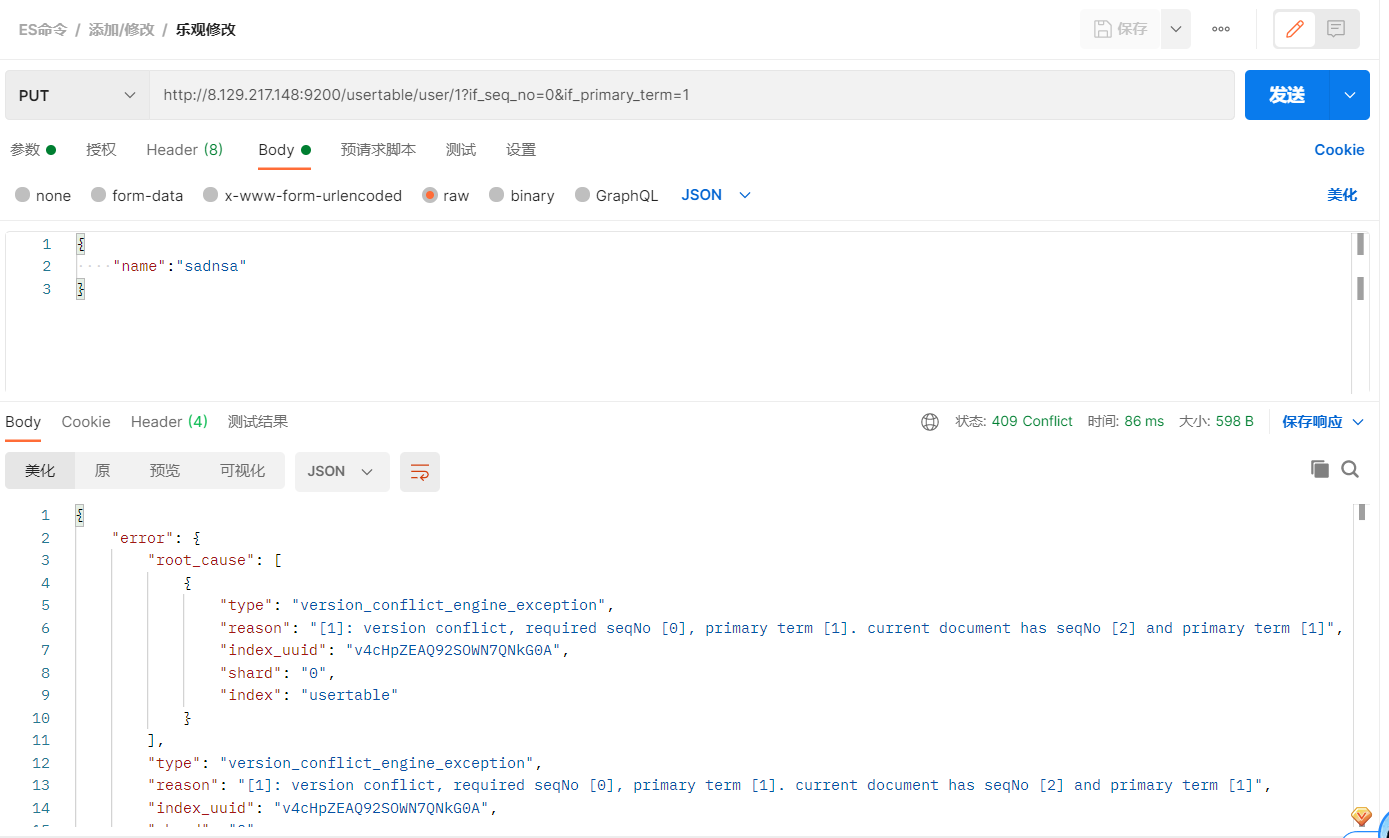 ES命令 / 添加/修改 / 乐观修改
保存
PUT http://8.129.217.148:9200/usertable/user/1?if_seq_no=0&if_primary_term=1 发送
参数 授权 Header (8) Body 预请求脚本 测试 设置 Cookie
none form-data x-www-form-urlencoded raw binary GraphQL JSON 美化
1 {
2 ····"name":"sadnsa"
3 }
Body Cookie Header (4) 测试结果 状态: 409 Conflict 时间: 86 ms 大小: 598 B 保存响应
美化 原 预览 可视化 JSON
1 {
2 "error": {
3 "root_cause": [
4 {
5 "type": "version_conflict_engine_exception",
6 "reason": "[1]: version conflict, required seqNo [0], primary term [1]. current document has seqNo [2] and primary term [1]",
7 "index_uuid": "v4cHpZEAQ92SOWN7QNkG0A",
8 "shard": "0",
9 "index": "usertable"
10 }
11 ],
12 "type": "version_conflict_engine_exception",
13 "reason": "[1]: version conflict, required seqNo [0], primary term [1]. current document has seqNo [2] and primary term [1]",
14 "index_uuid": "v4cHpZEAQ92SOWN7QNkG0A",